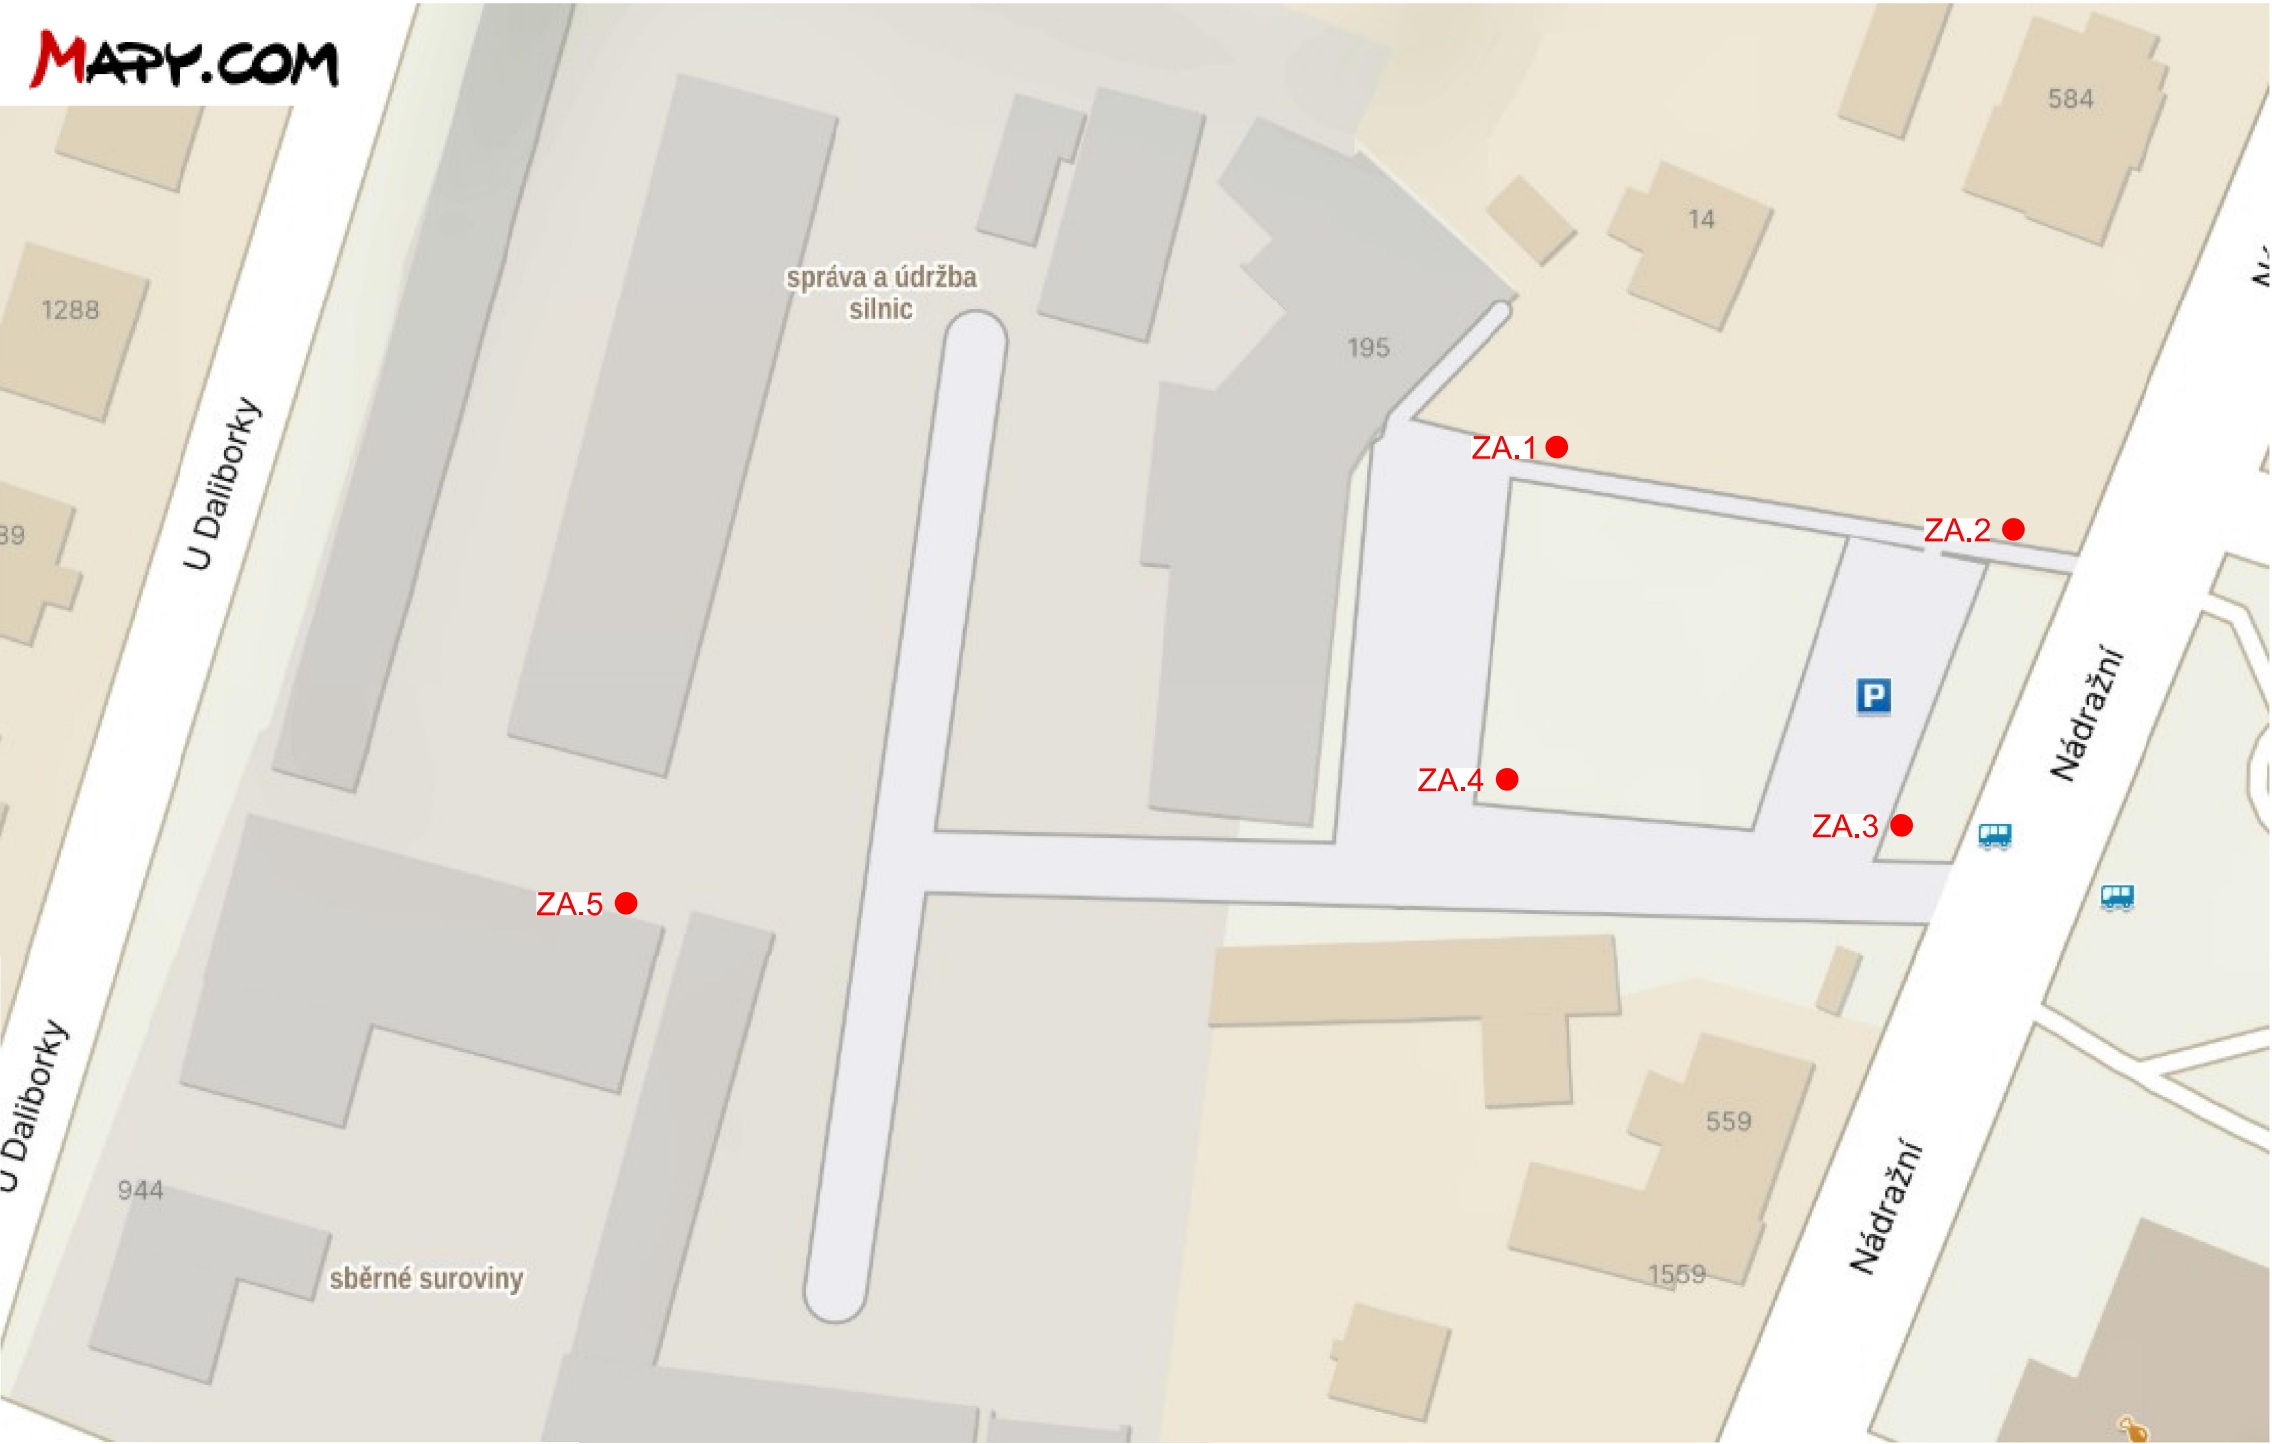 MAPY.COM
584
14
správa a údržba
silnic
1288
195
U Daliborky
ZA.1
ZA.2
89
P
Nádražní
ZA.4
ZA.3
ZA.5
U Daliborky
559
944
Nádražní
sběrné suroviny
1559